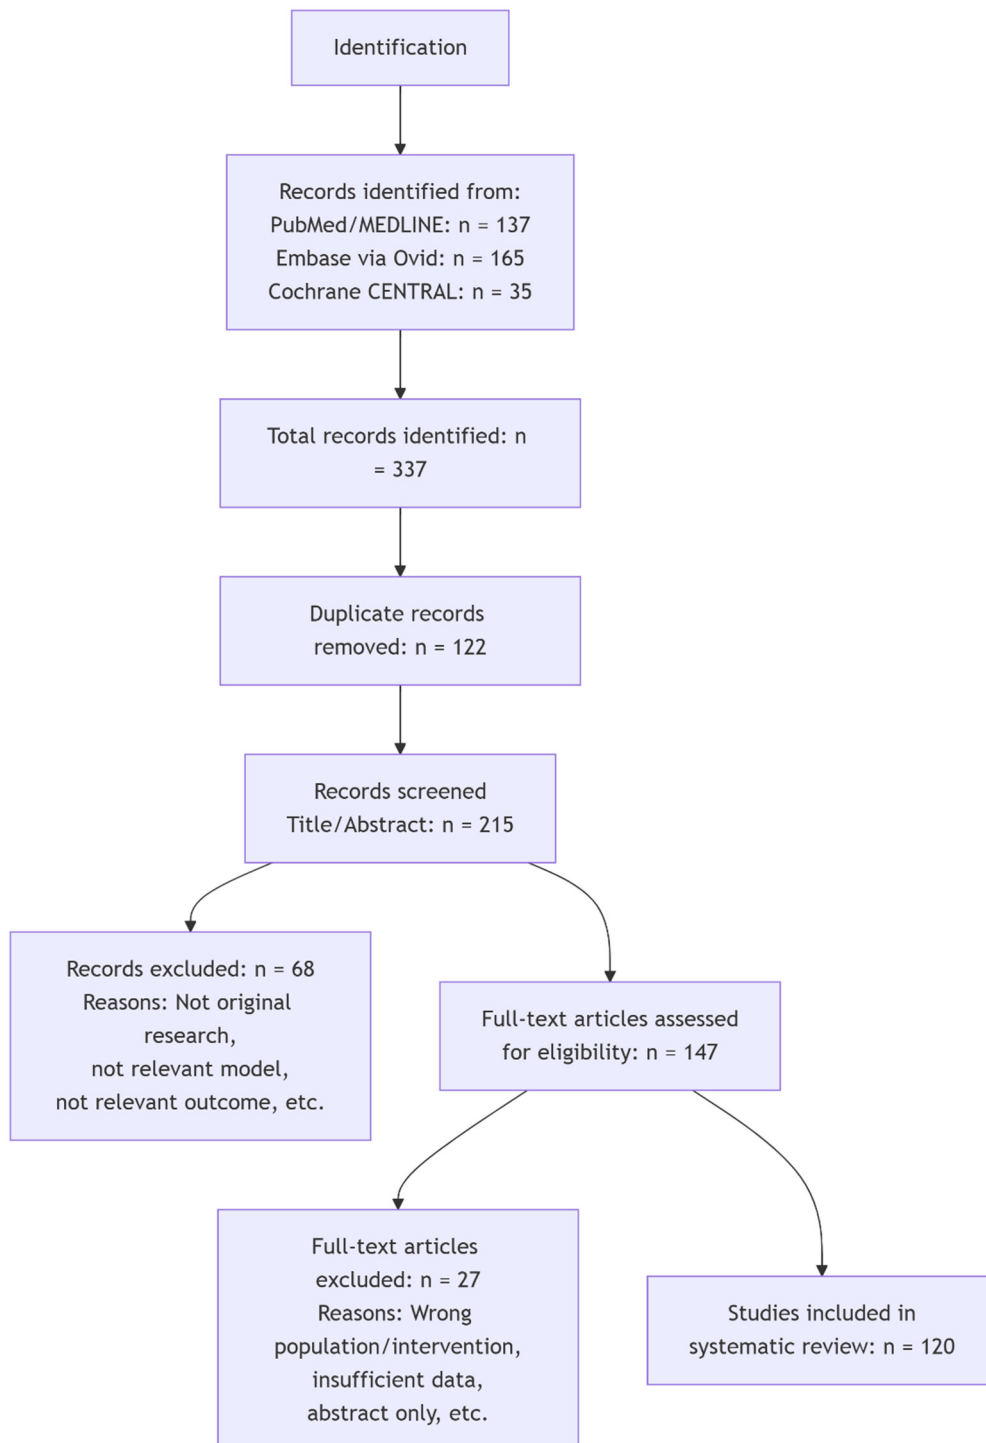 Identification
Records identified from:
PubMed/MEDLINE: n = 137
Embase via Ovid: n = 165
Cochrane CENTRAL: n = 35
Total records identified: n
= 337
Duplicate records
removed: n = 122
Records screened
Title/Abstract: n = 215
Records excluded: n = 68
Reasons: Not original
research,
not relevant model,
not relevant outcome, etc.
Full-text articles assessed
for eligibility: n = 147
Full-text articles
excluded: n = 27
Reasons: Wrong
population/intervention,
insufficient data,
abstract only, etc.
Studies included in
systematic review: n = 120